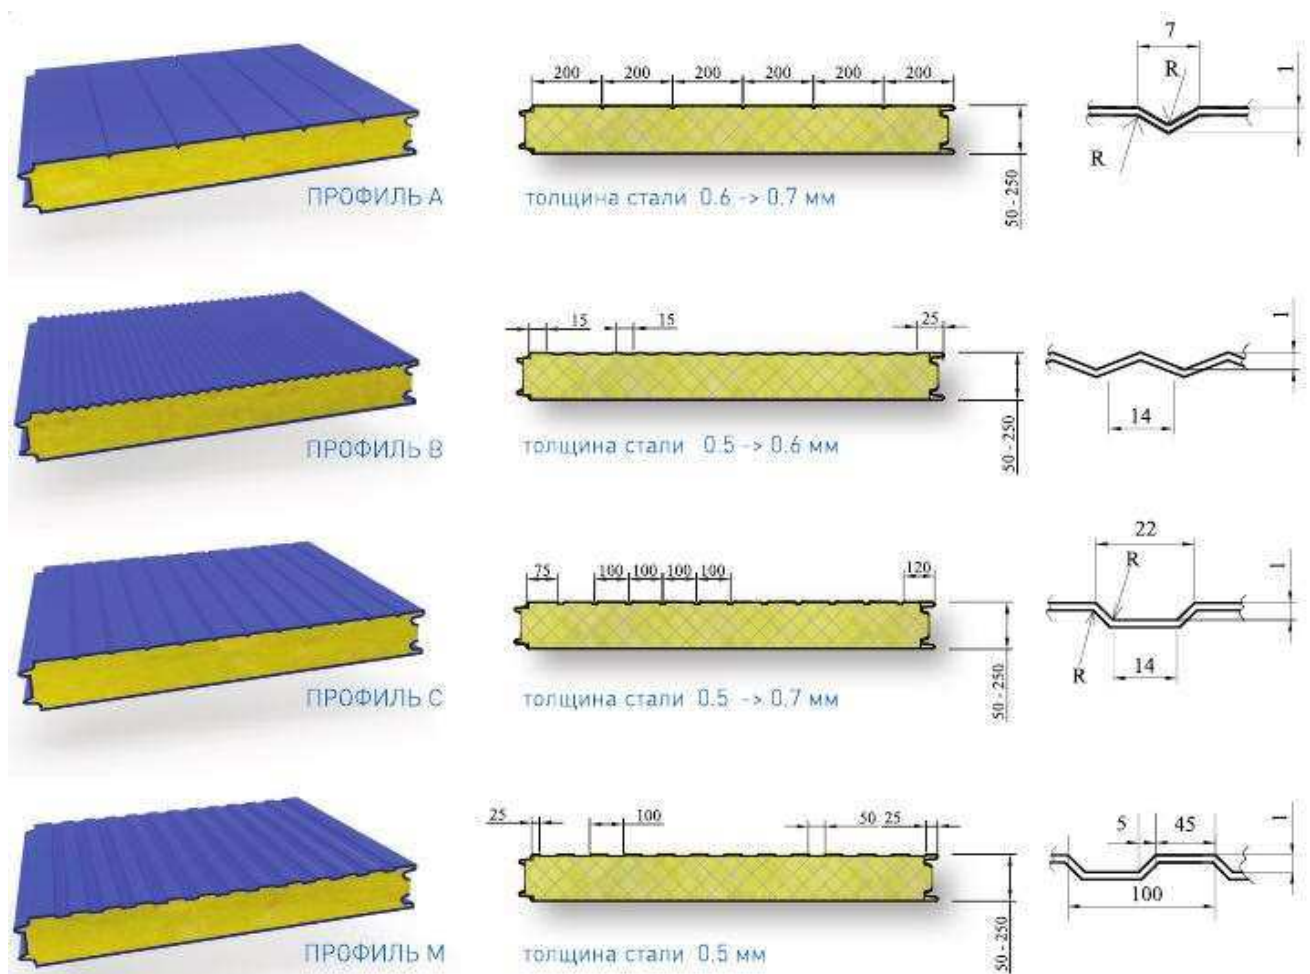 7
200 200 200 200 200 200
R
1
R
ПРОФИЛЬ А
толщина стали 0.6 -> 0.7 мм
50 - 250
15 15 25
1
14
ПРОФИЛЬ В
толщина стали 0.5 -> 0.6 мм
50 - 250
22
75 100 100 100 100 120
R
1
R
14
ПРОФИЛЬ С
толщина стали 0.5 -> 0.7 мм
50 - 250
25 100 50 25
5 45
1
100
ПРОФИЛЬ М
толщина стали 0.5 мм
50 - 250